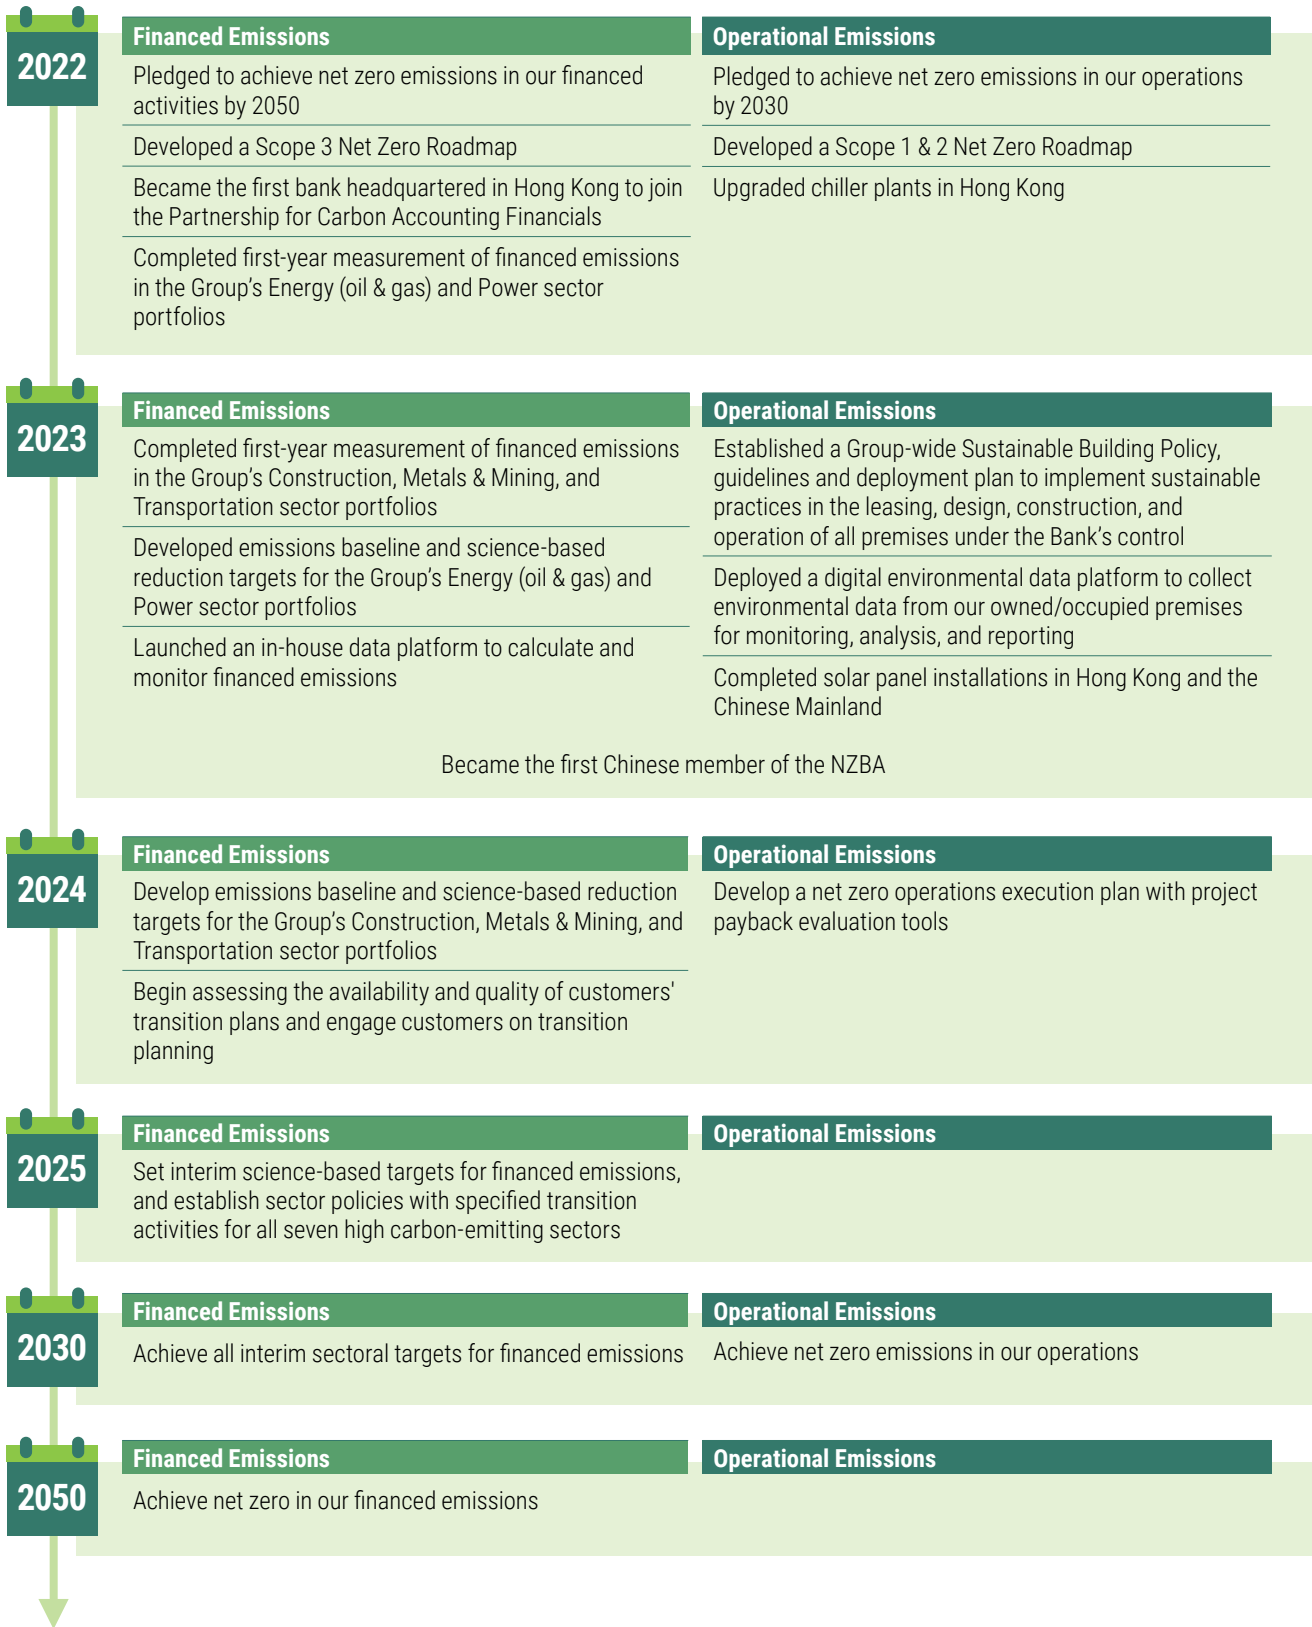 2022
Financed Emissions
Pledged to achieve net zero emissions in our financed
activities by 2050
Developed a Scope 3 Net Zero Roadmap
Became the first bank headquartered in Hong Kong to join
the Partnership for Carbon Accounting Financials
Completed first-year measurement of financed emissions
in the Group's Energy (oil & gas) and Power sector
portfolios
Operational Emissions
Pledged to achieve net zero emissions in our operations
by 2030
Developed a Scope 1 & 2 Net Zero Roadmap
Upgraded chiller plants in Hong Kong
2023
Financed Emissions
Completed first-year measurement of financed emissions
in the Group's Construction, Metals & Mining, and
Transportation sector portfolios
Developed emissions baseline and science-based
reduction targets for the Group's Energy (oil & gas) and
Power sector portfolios
Launched an in-house data platform to calculate and
monitor financed emissions
Operational Emissions
Established a Group-wide Sustainable Building Policy,
guidelines and deployment plan to implement sustainable
practices in the leasing, design, construction, and
operation of all premises under the Bank's control
Deployed a digital environmental data platform to collect
environmental data from our owned/occupied premises
for monitoring, analysis, and reporting
Completed solar panel installations in Hong Kong and the
Chinese Mainland
Became the first Chinese member of the NZBA
2024
Financed Emissions
Develop emissions baseline and science-based reduction
targets for the Group's Construction, Metals & Mining, and
Transportation sector portfolios
Begin assessing the availability and quality of customers'
transition plans and engage customers on transition
planning
Operational Emissions
Develop a net zero operations execution plan with project
payback evaluation tools
2025
Financed Emissions
Set interim science-based targets for financed emissions,
and establish sector policies with specified transition
activities for all seven high carbon-emitting sectors
Operational Emissions
2030
Financed Emissions
Achieve all interim sectoral targets for financed emissions
Operational Emissions
Achieve net zero emissions in our operations
2050
Financed Emissions
Achieve net zero in our financed emissions
Operational Emissions